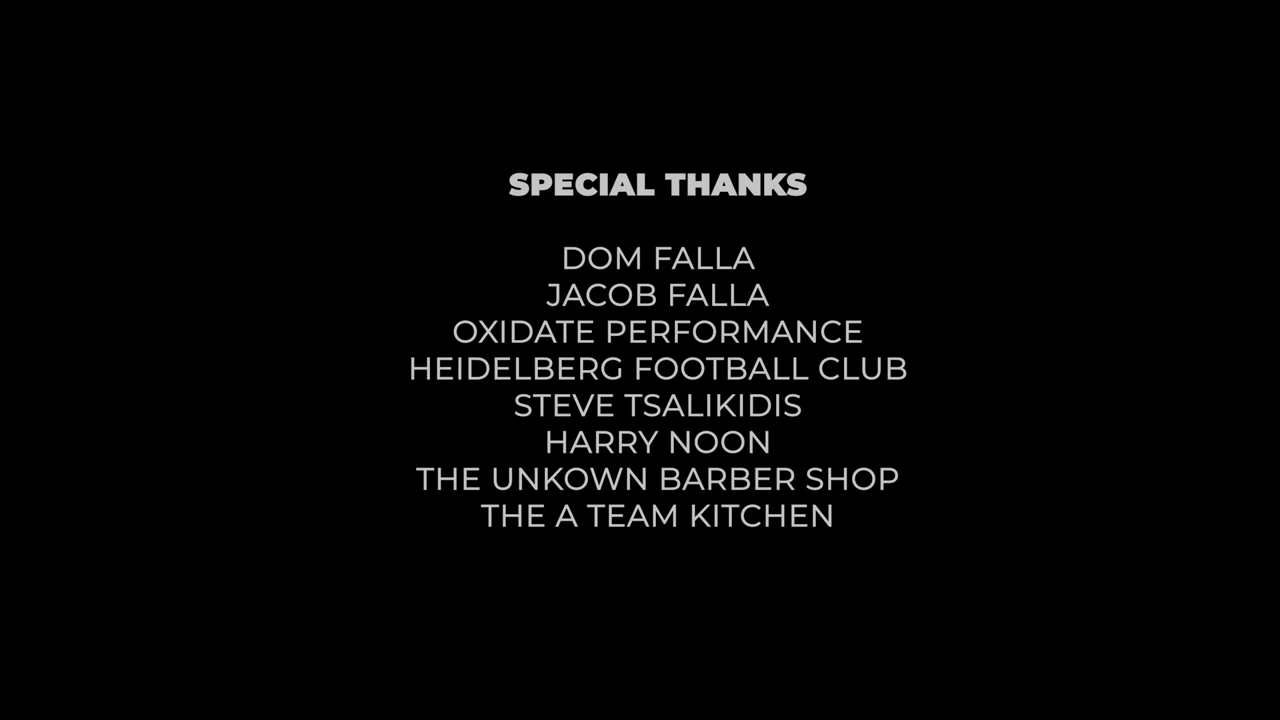 SPECIAL THANKS
DOM FALLA
JACOB FALLA
OXIDATE PERFORMANCE
HEIDELBERG FOOTBALL CLUB
STEVE TSALIKIDIS
HARRY NOON
THE UNKOWN BARBER SHOP
THE A TEAM KITCHEN